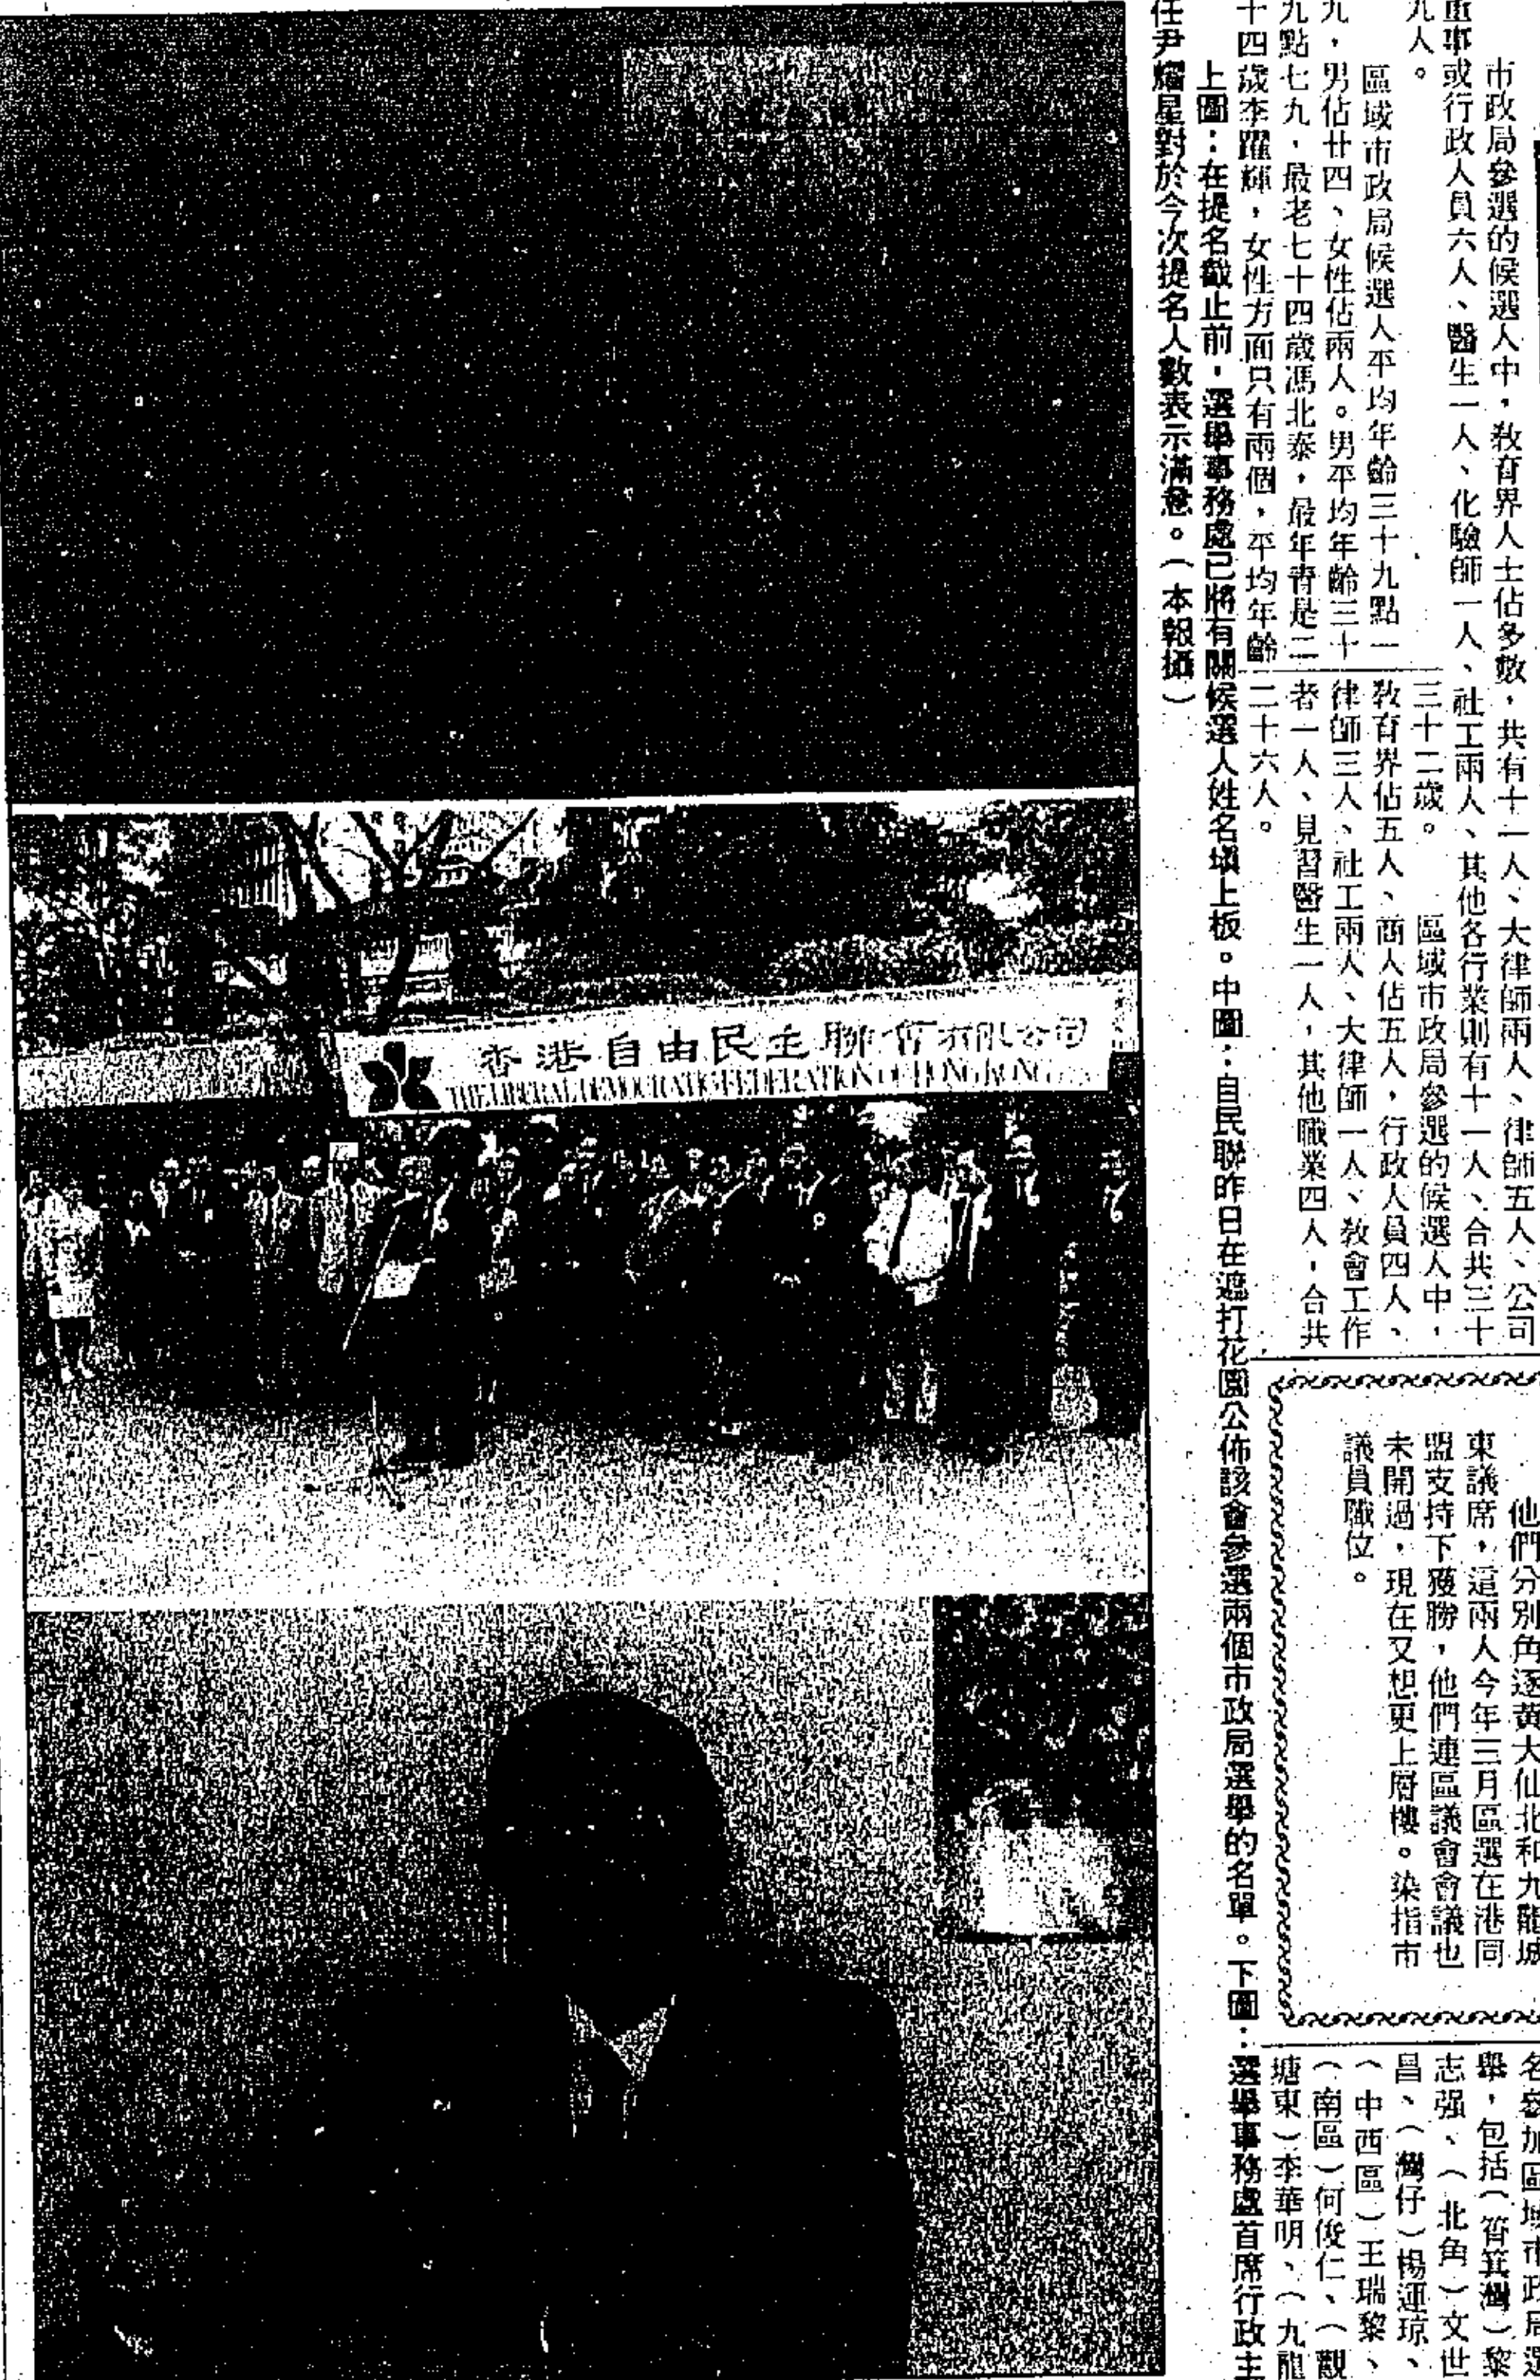 市政局參選的候選人中，教育界人士佔多數，共有十一人、大律師兩人、律師五人、公司
董事或行政人員六人、醫生一人、化驗師一人、社工兩人、其他各行業則有十一人、合共三十
九人。
區域市政局候選人平均年齡三十九點一
九，男佔廿四、女性佔兩人。男平均年齡三十
九點七九，最老七十四歲馮北泰，最年青是二
十四歲李躍輝，女性方面只有兩個，平均年齡
三十二歲。
區域市政局參選的候選人中，
教育界佔五人、商人佔五人，行政人員四人、
律師三人、社工兩人、大律師一人、教會工作
者一人、見習醫生一人，其他職業四人，合共
二十六人。
上圖：在提名截止前，選舉事務處已將有關候選人姓名填上板。中圖：自民聯昨日在遮打花園公佈該會參選兩個市政局選舉的名單。下圖：選舉事務處首席行政主
任尹耀星對於今次提名人數表示滿意。（本報攝）
香港自由民主聯會有限公司
THE LIBERAL DEMOCRATIC FEDERATION OF HONG KONG
他們分別角逐黃大仙北和九龍城
東議席，這兩人今年三月區選在港同
盟支持下獲勝，他們連區議會會議也
未開過，現在又想更上層樓。染指市
議員職位。
名參加區域市政局選
舉，包括（筲箕灣）黎
志强、（北角）文世
昌、（灣仔）楊運琼、
（中西區）王瑞黎、
（南區）何俊仁、（觀
塘東）李華明、（九龍